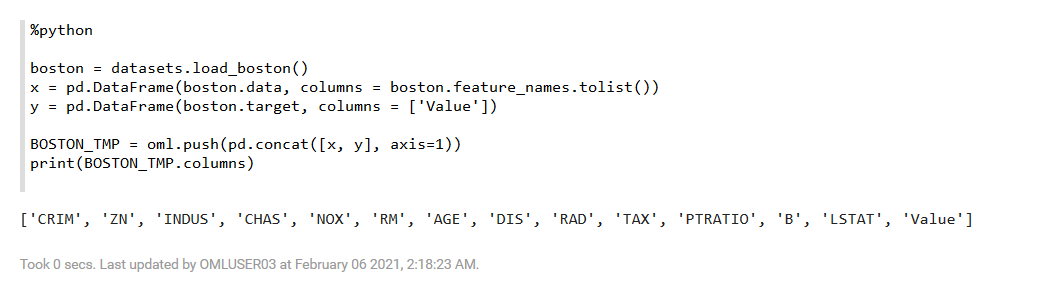 %python
boston = datasets.load_boston()
x = pd.DataFrame(boston.data, columns = boston.feature_names.tolist())
y = pd.DataFrame(boston.target, columns = ['Value'])
BOSTON_TMP = oml.push(pd.concat([x, y], axis=1))
print(BOSTON_TMP.columns)
['CRIM', 'ZN', 'INDUS', 'CHAS', 'NOX', 'RM', 'AGE', 'DIS', 'RAD', 'TAX', 'PTRATIO', 'B', 'LSTAT', 'Value']
Took 0 secs. Last updated by OMLUSER03 at February 06 2021, 2:18:23 AM.